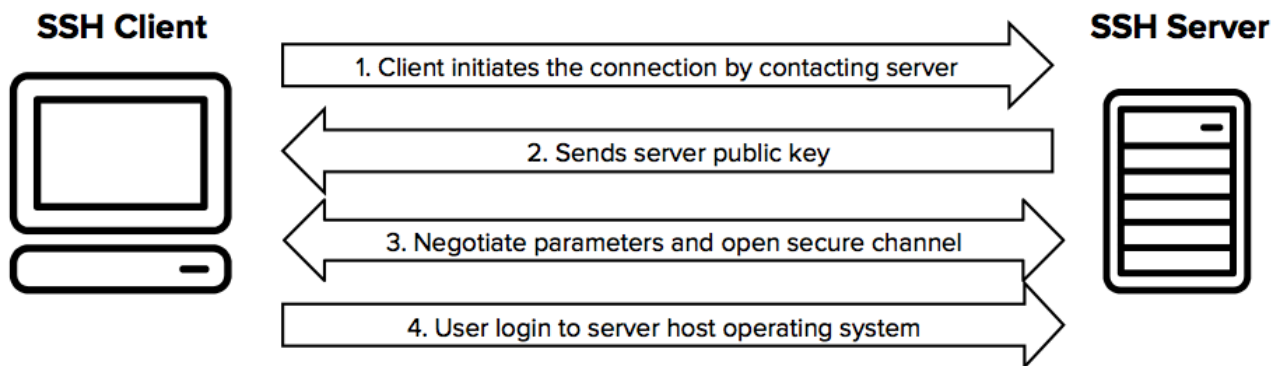 SSH Client
SSH Server
1. Client initiates the connection by contacting server
2. Sends server public key
3. Negotiate parameters and open secure channel
4. User login to server host operating system